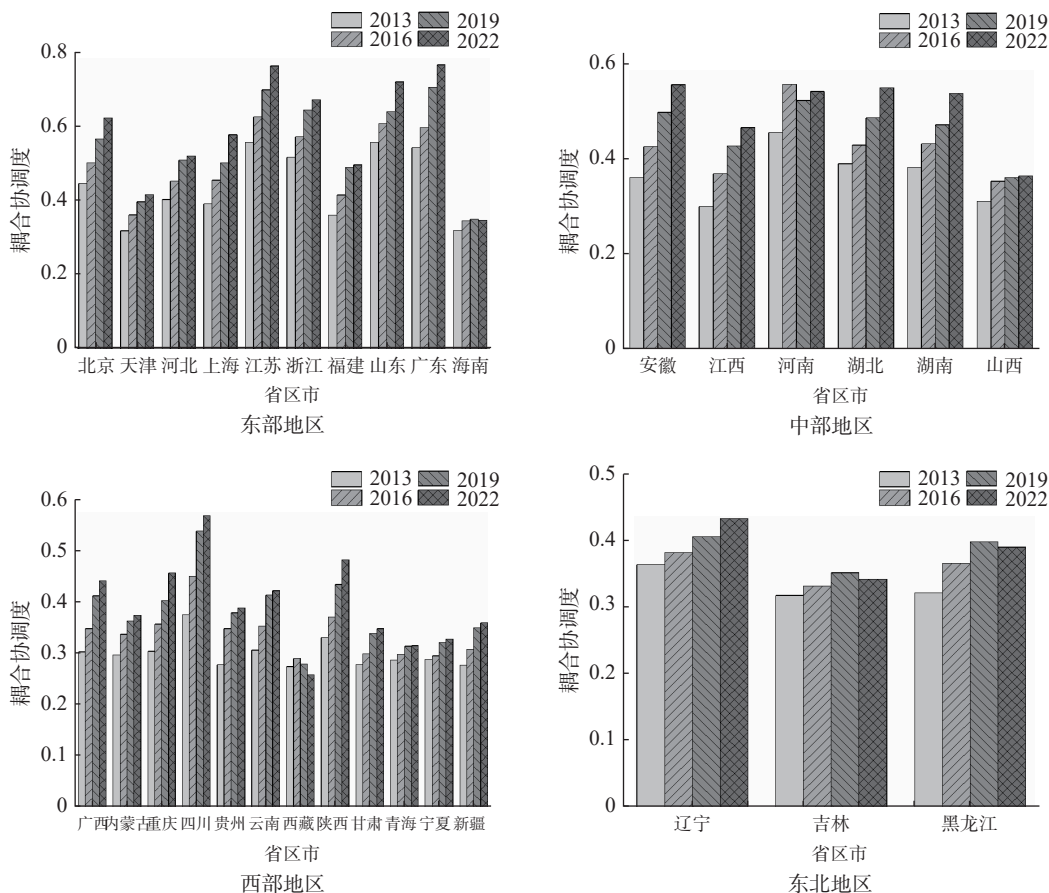 2013 2019
2016 2022
0.8
0.6
0.4
0.2
0
耦合协调度
北京 天津 河北 上海 江苏 浙江 福建 山东 广东 海南
省区市
东部地区
2013 2019
2016 2022
0.6
0.4
0.2
0
耦合协调度
安徽 江西 河南 湖北 湖南 山西
省区市
中部地区
2013 2019
2016 2022
0.6
0.5
0.4
0.3
0.2
0.1
0
耦合协调度
广西 内蒙古 重庆 四川 贵州 云南 西藏 陕西 甘肃 青海 宁夏 新疆
省区市
西部地区
2013 2019
2016 2022
0.5
0.4
0.3
0.2
0.1
0
耦合协调度
辽宁 吉林 黑龙江
省区市
东北地区